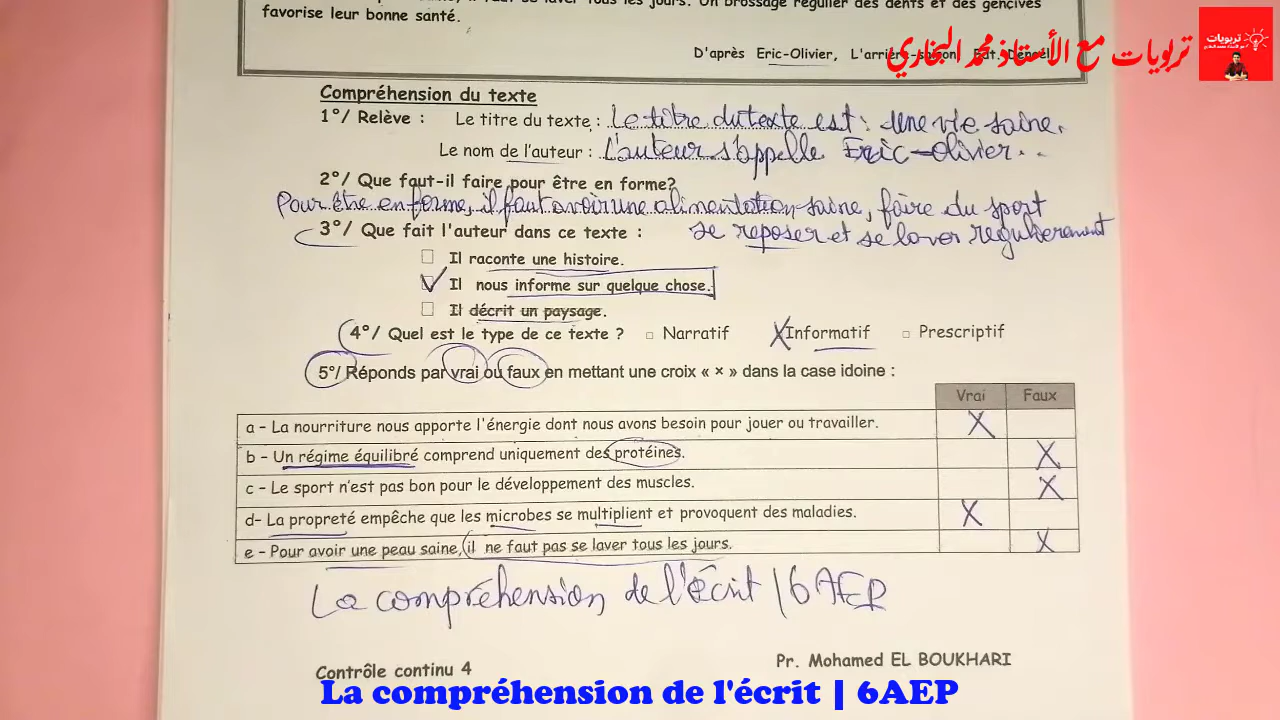 favorise leur bonne santé.
D'après Eric-Olivier,
تربويات مع الأستاذ محمد البخاري
تربويات
Compréhension du texte
1°/ Relève : Le titre du texte : Le titre du texte est : Une vie saine.
Le nom de l'auteur : L'auteur s'appelle Eric-Olivier..
2°/ Que faut-il faire pour être en forme?
Pour être en forme, il faut avoir une alimentation saine, faire du sport
3°/ Que fait l'auteur dans ce texte : se reposer et se laver regulièrement
Il raconte une histoire.
Il nous informe sur quelque chose.
Il décrit un paysage.
4°/ Quel est le type de ce texte ? Narratif X Informatif Prescriptif
5°/ Réponds par vrai ou faux en mettant une croix « × » dans la case idoine :
Vrai Faux
a - La nourriture nous apporte l'énergie dont nous avons besoin pour jouer ou travailler. X
b - Un régime équilibré comprend uniquement des protéines. X
c - Le sport n'est pas bon pour le développement des muscles. X
d- La propreté empêche que les microbes se multiplient et provoquent des maladies. X
e - Pour avoir une peau saine, il ne faut pas se laver tous les jours. X
La compréhension de l'écrit | 6AEP
Contrôle continu 4 Pr. Mohamed EL BOUKHARI
La compréhension de l'écrit | 6AEP